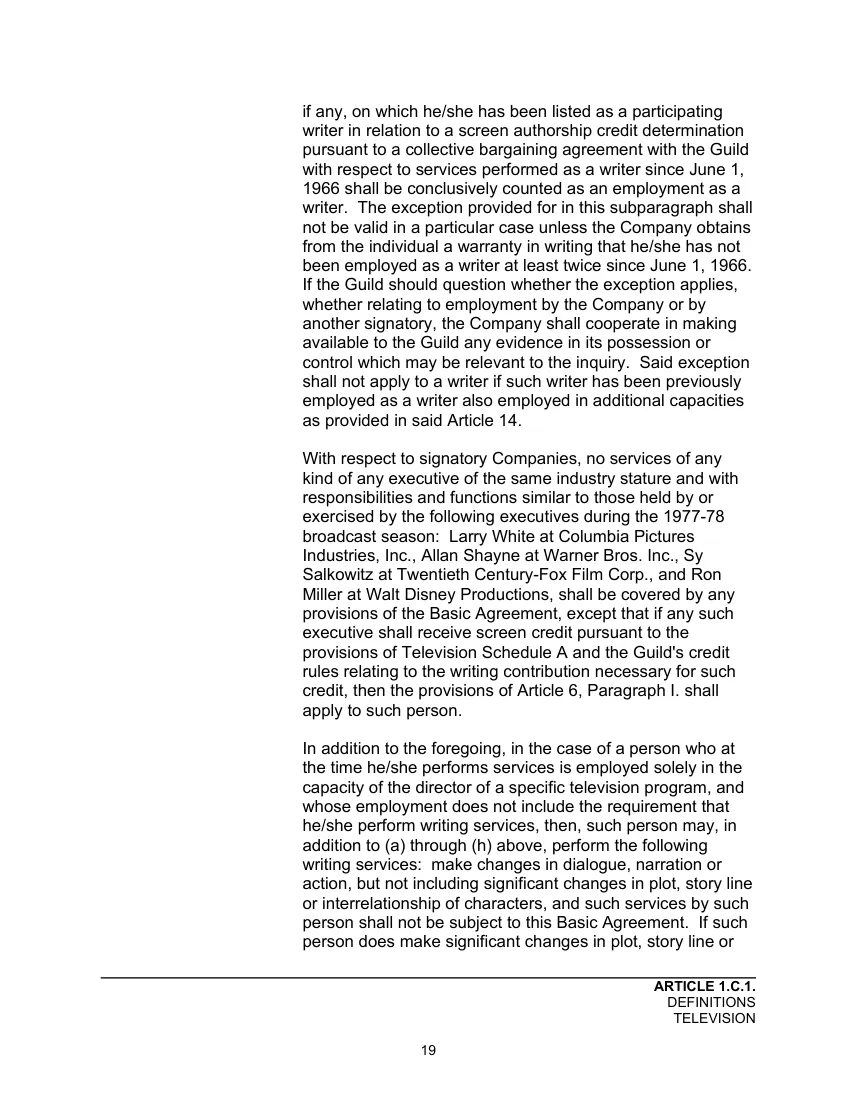 if any, on which he/she has been listed as a participating
writer in relation to a screen authorship credit determination
pursuant to a collective bargaining agreement with the Guild
with respect to services performed as a writer since June 1,
1966 shall be conclusively counted as an employment as a
writer.  The exception provided for in this subparagraph shall
not be valid in a particular case unless the Company obtains
from the individual a warranty in writing that he/she has not
been employed as a writer at least twice since June 1, 1966.
If the Guild should question whether the exception applies,
whether relating to employment by the Company or by
another signatory, the Company shall cooperate in making
available to the Guild any evidence in its possession or
control which may be relevant to the inquiry.  Said exception
shall not apply to a writer if such writer has been previously
employed as a writer also employed in additional capacities
as provided in said Article 14.

With respect to signatory Companies, no services of any
kind of any executive of the same industry stature and with
responsibilities and functions similar to those held by or
exercised by the following executives during the 1977-78
broadcast season:  Larry White at Columbia Pictures
Industries, Inc., Allan Shayne at Warner Bros. Inc., Sy
Salkowitz at Twentieth Century-Fox Film Corp., and Ron
Miller at Walt Disney Productions, shall be covered by any
provisions of the Basic Agreement, except that if any such
executive shall receive screen credit pursuant to the
provisions of Television Schedule A and the Guild's credit
rules relating to the writing contribution necessary for such
credit, then the provisions of Article 6, Paragraph I. shall
apply to such person.

In addition to the foregoing, in the case of a person who at
the time he/she performs services is employed solely in the
capacity of the director of a specific television program, and
whose employment does not include the requirement that
he/she perform writing services, then, such person may, in
addition to (a) through (h) above, perform the following
writing services:  make changes in dialogue, narration or
action, but not including significant changes in plot, story line
or interrelationship of characters, and such services by such
person shall not be subject to this Basic Agreement.  If such
person does make significant changes in plot, story line or

ARTICLE 1.C.1.
DEFINITIONS
TELEVISION
19